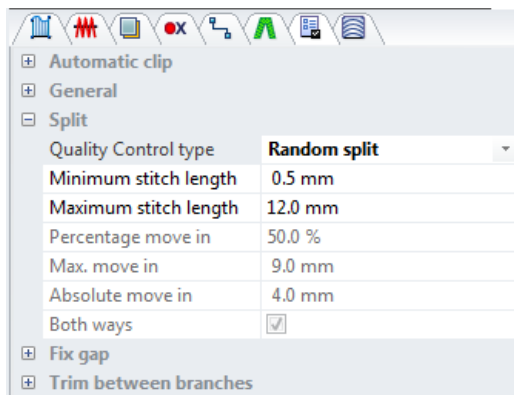 Automatic clip
General
Split
Quality Control type Random split
Minimum stitch length 0.5 mm
Maximum stitch length 12.0 mm
Percentage move in 50.0 %
Max. move in 9.0 mm
Absolute move in 4.0 mm
Both ways
Fix gap
Trim between branches